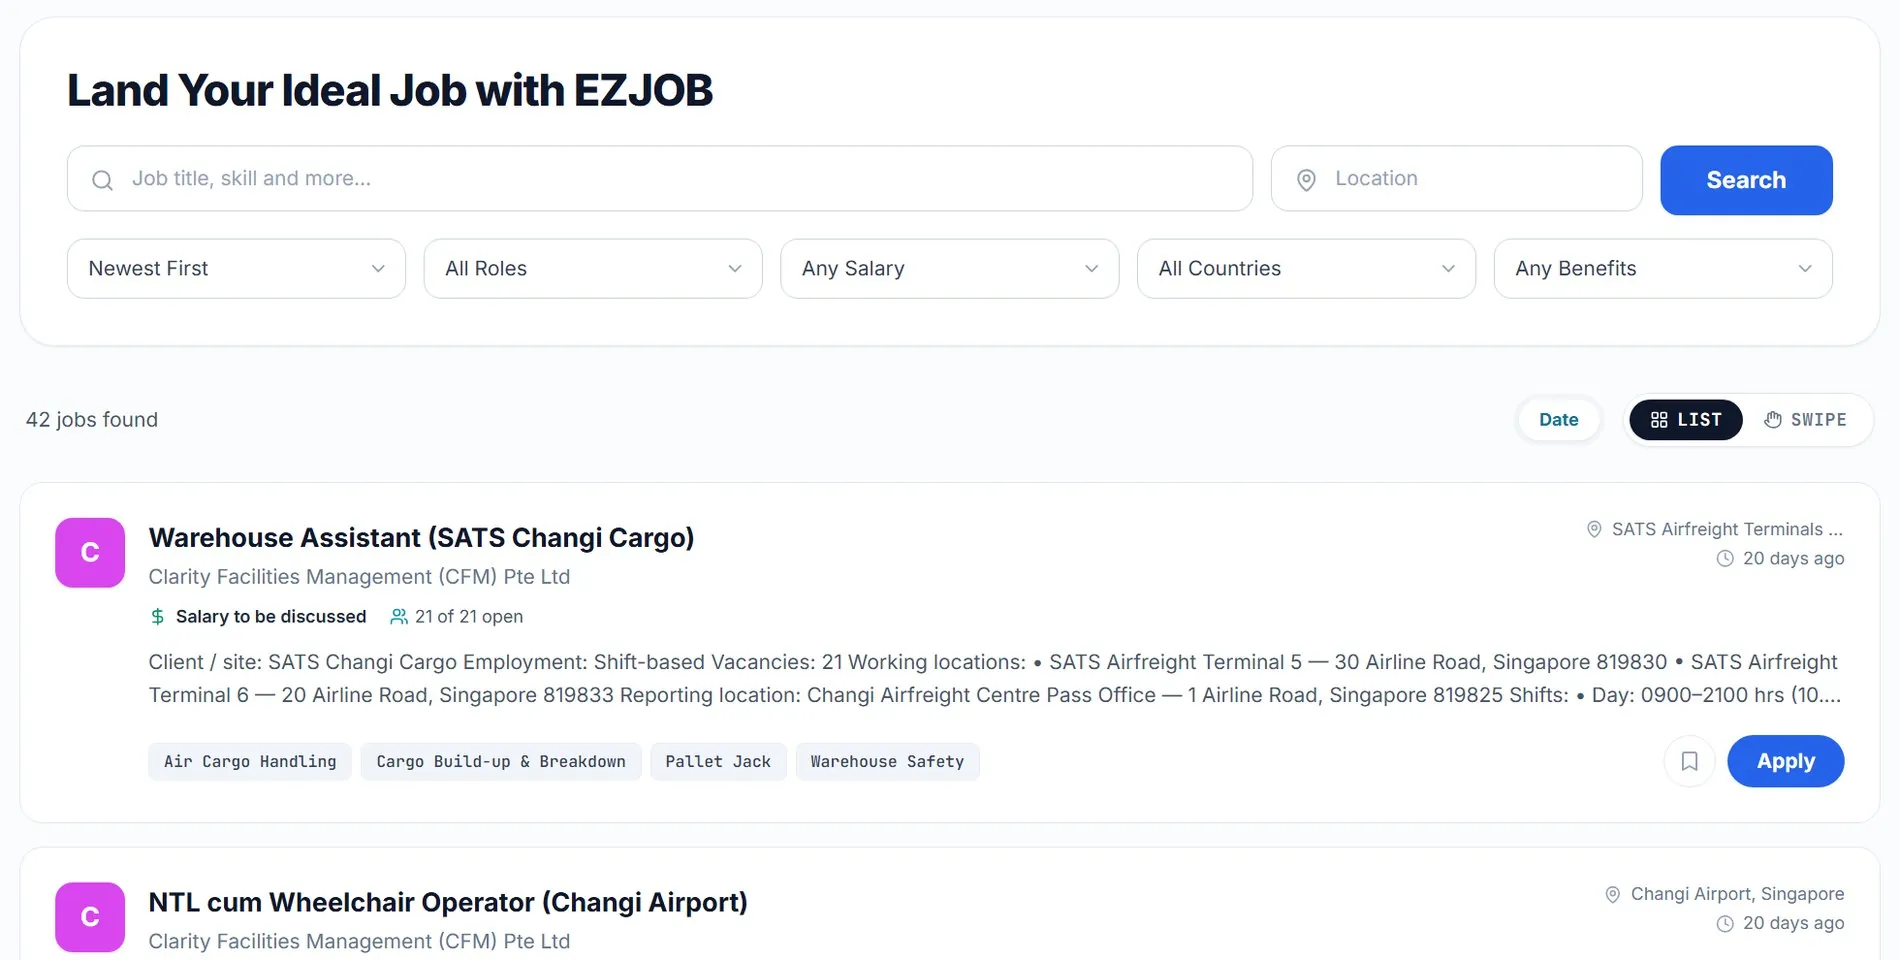 Land Your Ideal Job with EZJOB
Job title, skill and more...
Location
Search
Newest First
All Roles
Any Salary
All Countries
Any Benefits
42 jobs found
Date
LIST
SWIPE
C
Warehouse Assistant (SATS Changi Cargo)
SATS Airfreight Terminals ...
Clarity Facilities Management (CFM) Pte Ltd
20 days ago
Salary to be discussed
21 of 21 open
Client / site: SATS Changi Cargo Employment: Shift-based Vacancies: 21 Working locations: • SATS Airfreight Terminal 5 — 30 Airline Road, Singapore 819830 • SATS Airfreight
Terminal 6 — 20 Airline Road, Singapore 819833 Reporting location: Changi Airfreight Centre Pass Office — 1 Airline Road, Singapore 819825 Shifts: • Day: 0900–2100 hrs (10....
Air Cargo Handling
Cargo Build-up & Breakdown
Pallet Jack
Warehouse Safety
Apply
C
NTL cum Wheelchair Operator (Changi Airport)
Changi Airport, Singapore
Clarity Facilities Management (CFM) Pte Ltd
20 days ago